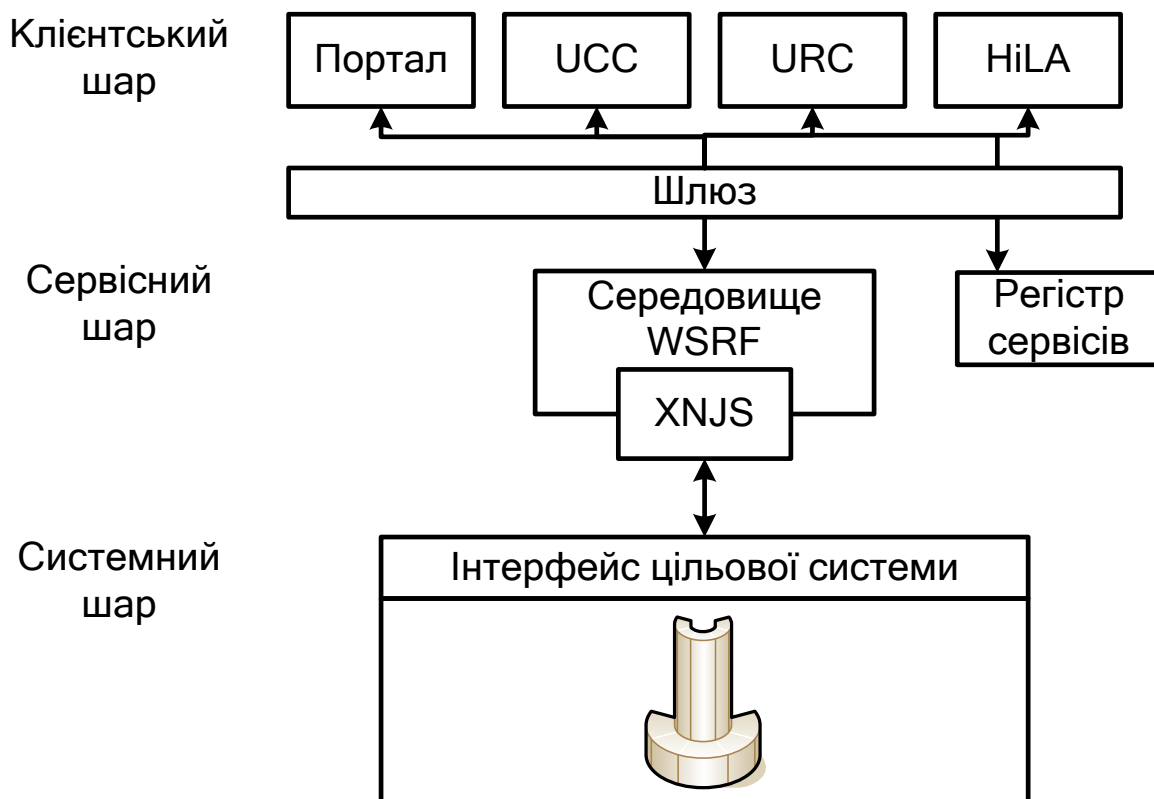 Клієнтський
шар
Портал
UCC
URC
HiLA
Шлюз
Сервісний
шар
Середовище
WSRF
XNJS
Регістр
сервісів
Системний
шар
Інтерфейс цільової системи